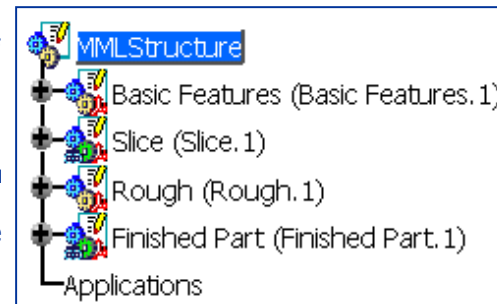 MMLStructure
Basic Features (Basic Features.1)
Slice (Slice.1)
Rough (Rough.1)
Finished Part (Finished Part.1)
Applications